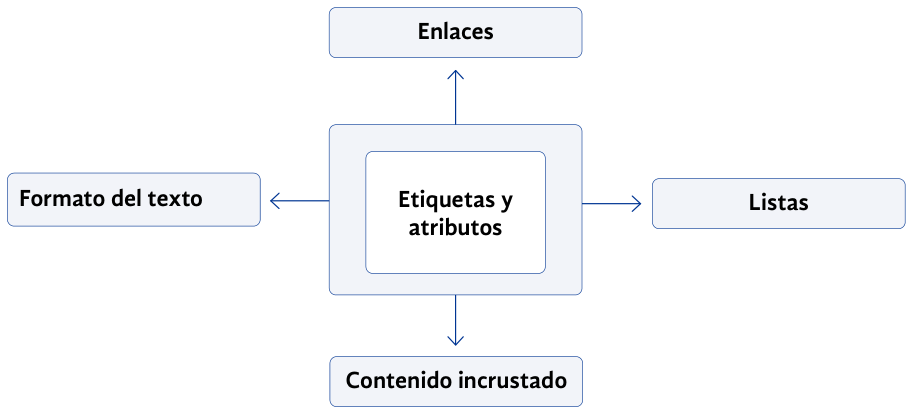 Enlaces
Formato del texto
Etiquetas y
atributos
Listas
Contenido incrustado